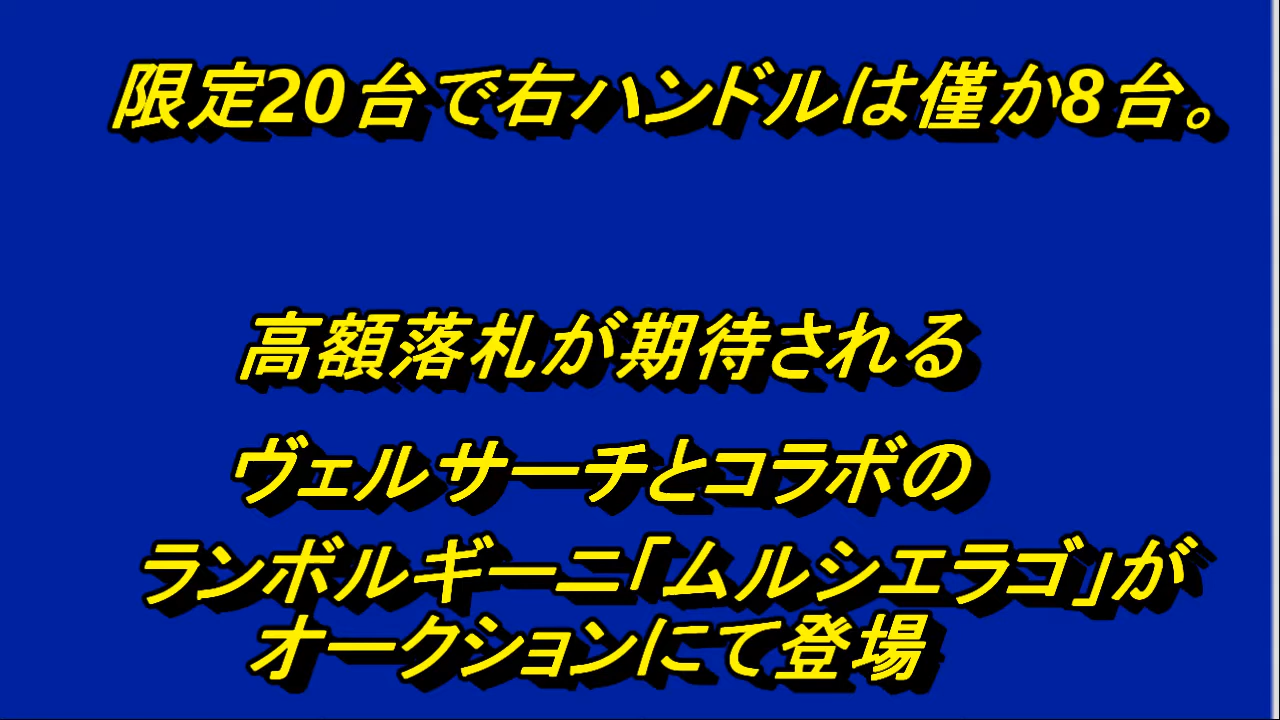 限定20台で右ハンドルは僅か8台。
高額落札が期待される
ヴェルサーチとコラボの
ランボルギーニ「ムルシエラゴ」が
オークションにて登場